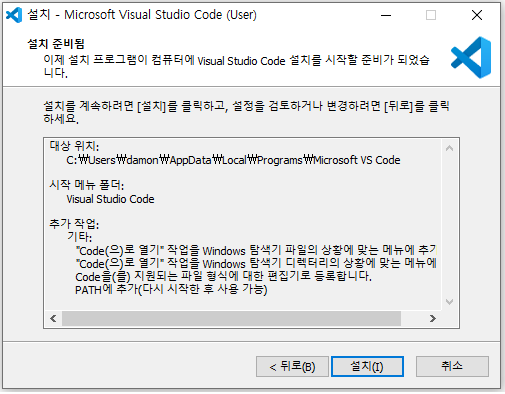 설치 - Microsoft Visual Studio Code (User)
설치 준비됨
이제 설치 프로그램이 컴퓨터에 Visual Studio Code 설치를 시작할 준비가 되었습
니다.
설치를 계속하려면 [설치]를 클릭하고, 설정을 검토하거나 변경하려면 [뒤로]를 클릭
하세요.
대상 위치:
C:₩Users₩damon₩AppData₩Local₩Programs₩Microsoft VS Code
시작 메뉴 폴더:
Visual Studio Code
추가 작업:
기타:
"Code(으)로 열기" 작업을 Windows 탐색기 파일의 상황에 맞는 메뉴에 추가
"Code(으)로 열기" 작업을 Windows 탐색기 디렉터리의 상황에 맞는 메뉴에
Code을(를) 지원되는 파일 형식에 대한 편집기로 등록합니다.
PATH에 추가(다시 시작한 후 사용 가능)
< 뒤로(B) 설치(I) 취소